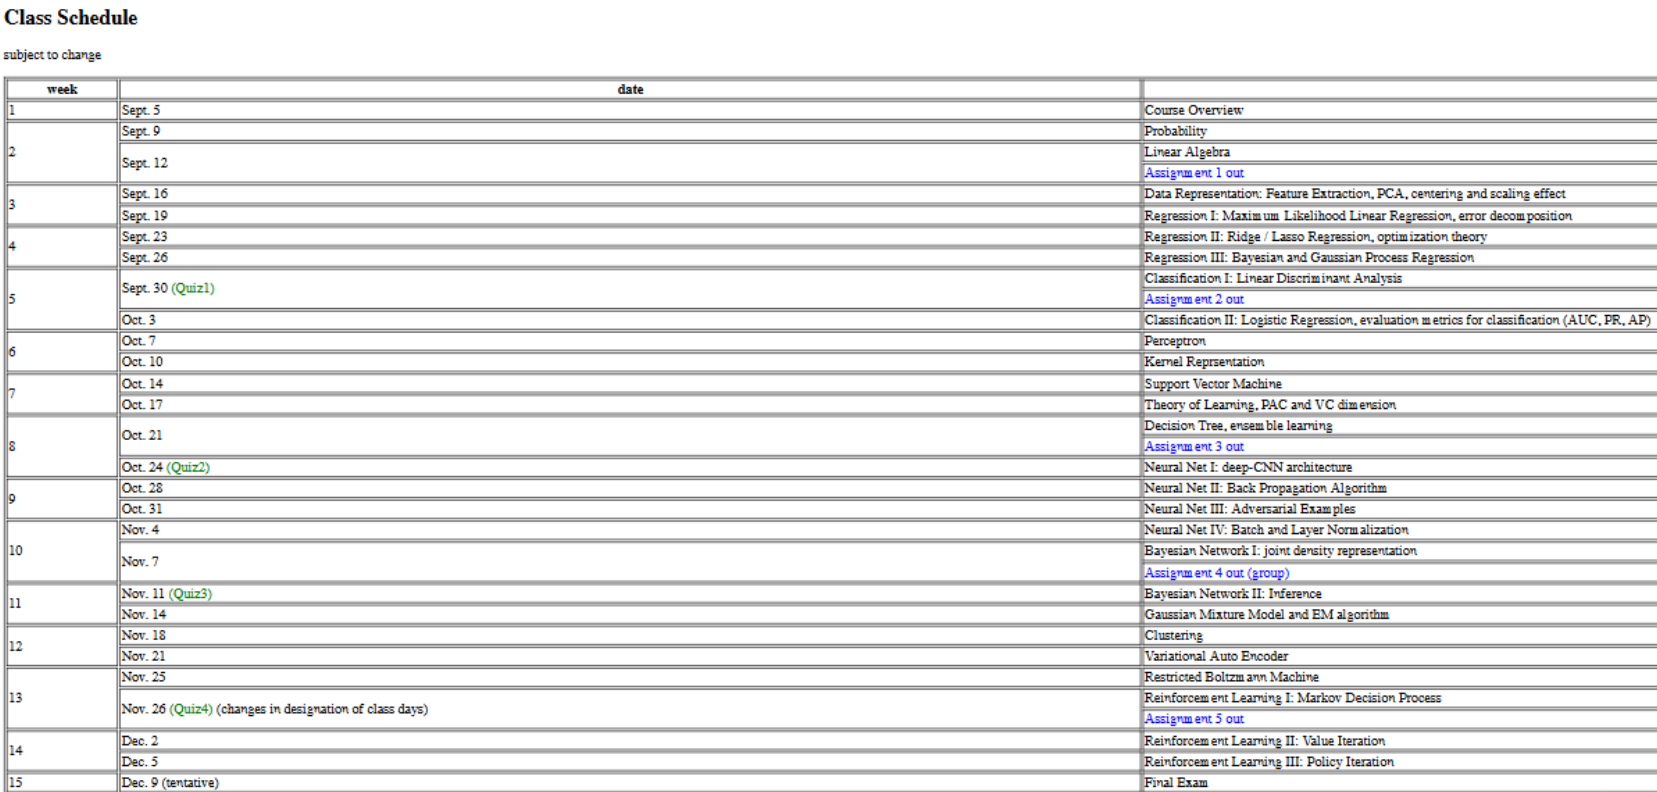 Class Schedule
subject to change
week date
1 Sept. 5 Course Overview
2 Sept. 9 Probability
Sept. 12 Linear Algebra
Assignment 1 out
3 Sept. 16 Data Representation: Feature Extraction, PCA, centering and scaling effect
Sept. 19 Regression I: Maximum Likelihood Linear Regression, error decomposition
4 Sept. 23 Regression II: Ridge / Lasso Regression, optimization theory
Sept. 26 Regression III: Bayesian and Gaussian Process Regression
5 Sept. 30 (Quiz1) Classification I: Linear Discriminant Analysis
Assignment 2 out
Oct. 3 Classification II: Logistic Regression, evaluation metrics for classification (AUC, PR, AP)
6 Oct. 7 Perceptron
Oct. 10 Kernel Reprsentation
7 Oct. 14 Support Vector Machine
Oct. 17 Theory of Learning, PAC and VC dimension
8 Oct. 21 Decision Tree, ensemble learning
Assignment 3 out
Oct. 24 (Quiz2) Neural Net I: deep-CNN architecture
9 Oct. 28 Neural Net II: Back Propagation Algorithm
Oct. 31 Neural Net III: Adversarial Examples
10 Nov. 4 Neural Net IV: Batch and Layer Normalization
Nov. 7 Bayesian Network I: joint density representation
Assignment 4 out (group)
11 Nov. 11 (Quiz3) Bayesian Network II: Inference
Nov. 14 Gaussian Mixture Model and EM algorithm
12 Nov. 18 Clustering
Nov. 21 Variational Auto Encoder
13 Nov. 25 Restricted Boltzmann Machine
Nov. 26 (Quiz4) (changes in designation of class days) Reinforcement Learning I: Markov Decision Process
Assignment 5 out
14 Dec. 2 Reinforcement Learning II: Value Iteration
Dec. 5 Reinforcement Learning III: Policy Iteration
15 Dec. 9 (tentative) Final Exam